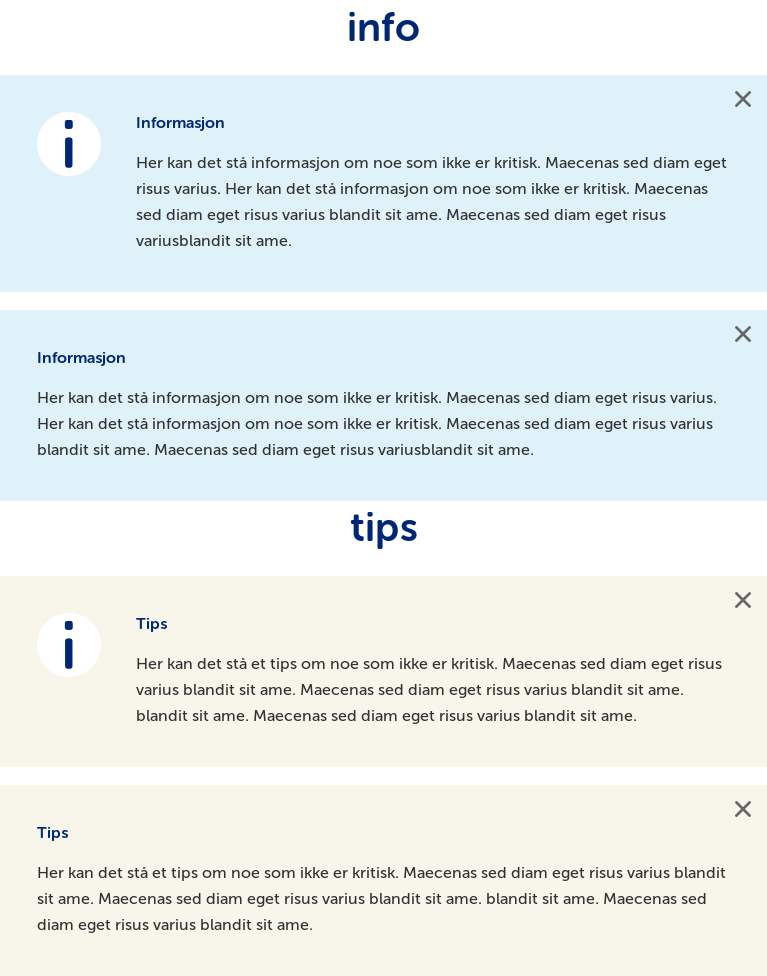 info
Informasjon
Her kan det stå informasjon om noe som ikke er kritisk. Maecenas sed diam eget
risus varius. Her kan det stå informasjon om noe som ikke er kritisk. Maecenas
sed diam eget risus varius blandit sit ame. Maecenas sed diam eget risus
variusblandit sit ame.
Informasjon
Her kan det stå informasjon om noe som ikke er kritisk. Maecenas sed diam eget risus varius.
Her kan det stå informasjon om noe som ikke er kritisk. Maecenas sed diam eget risus varius
blandit sit ame. Maecenas sed diam eget risus variusblandit sit ame.
tips
Tips
Her kan det stå et tips om noe som ikke er kritisk. Maecenas sed diam eget risus
varius blandit sit ame. Maecenas sed diam eget risus varius blandit sit ame.
blandit sit ame. Maecenas sed diam eget risus varius blandit sit ame.
Tips
Her kan det stå et tips om noe som ikke er kritisk. Maecenas sed diam eget risus varius blandit
sit ame. Maecenas sed diam eget risus varius blandit sit ame. blandit sit ame. Maecenas sed
diam eget risus varius blandit sit ame.